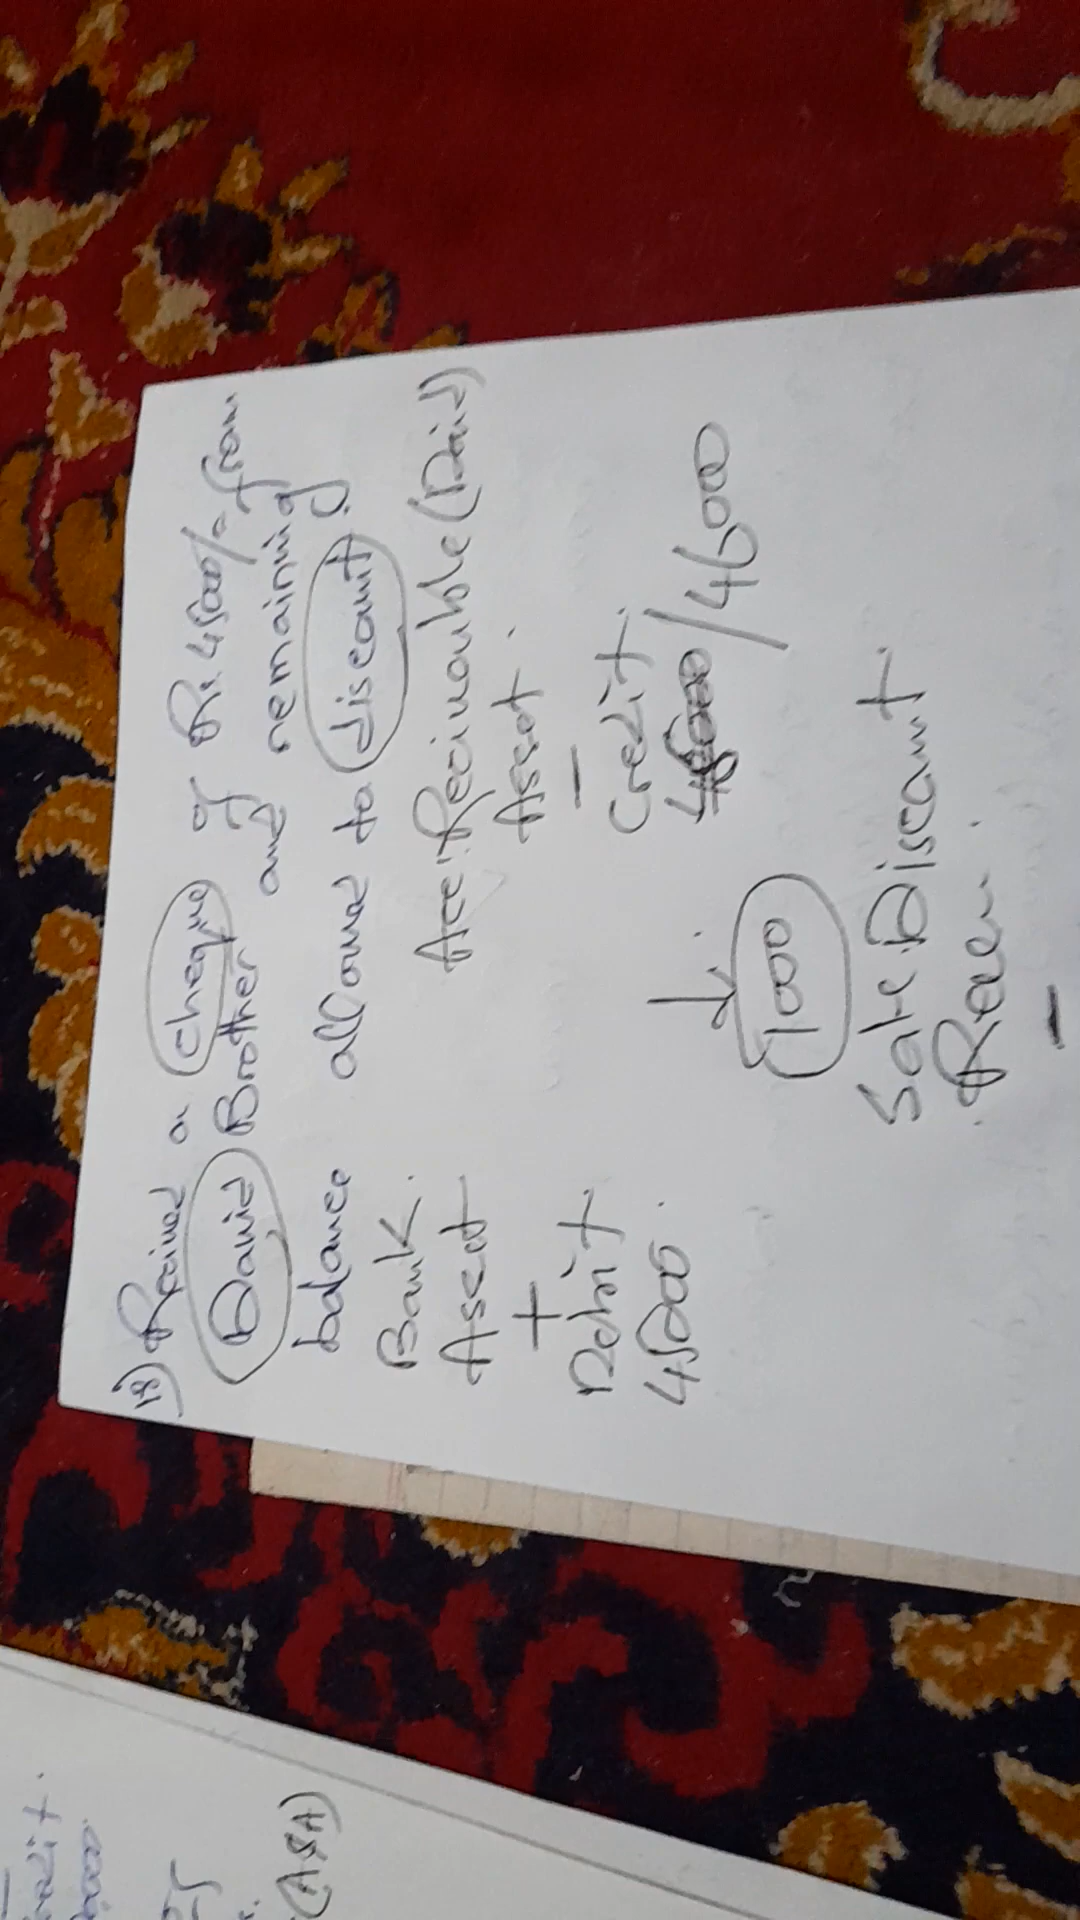 18) Received a cheque of Rs. 45000/= from
David Brother and remaining
balance allowed to discount.
Bank. Acc: Receivable (David)
Asset Asset.
+ -
Debit Credit.
45000. /46000
1000
Sale Discount
Reven.
-
(A&A)